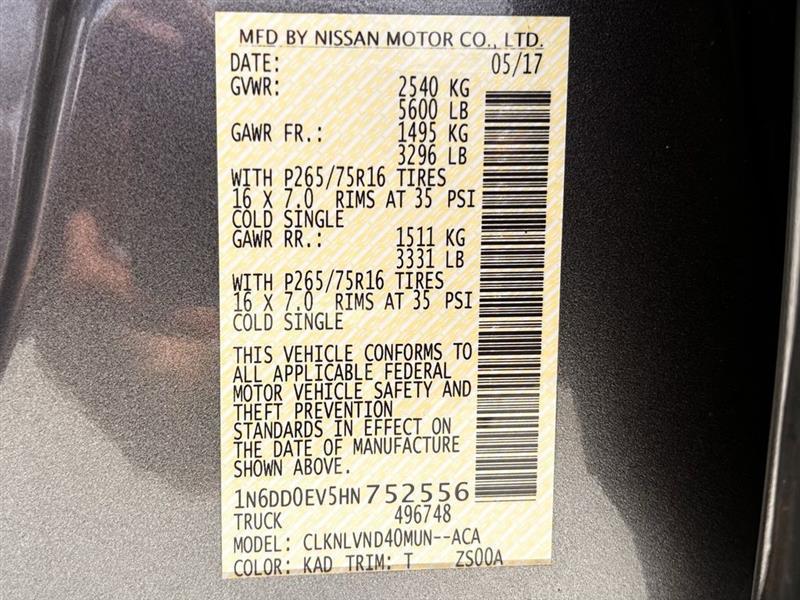 MFD BY NISSAN MOTOR CO., LTD.
DATE: 05/17
GVWR: 2540 KG
5600 LB
GAWR FR.: 1495 KG
3296 LB
WITH P265/75R16 TIRES
16 X 7.0 RIMS AT 35 PSI
COLD SINGLE
GAWR RR.: 1511 KG
3331 LB
WITH P265/75R16 TIRES
16 X 7.0 RIMS AT 35 PSI
COLD SINGLE
THIS VEHICLE CONFORMS TO
ALL APPLICABLE FEDERAL
MOTOR VEHICLE SAFETY AND
THEFT PREVENTION
STANDARDS IN EFFECT ON
THE DATE OF MANUFACTURE
SHOWN ABOVE.
1N6DD0EV5HN752556
TRUCK 496748
MODEL: CLKNLVND40MUN--ACA
COLOR: KAD TRIM: T ZS00A